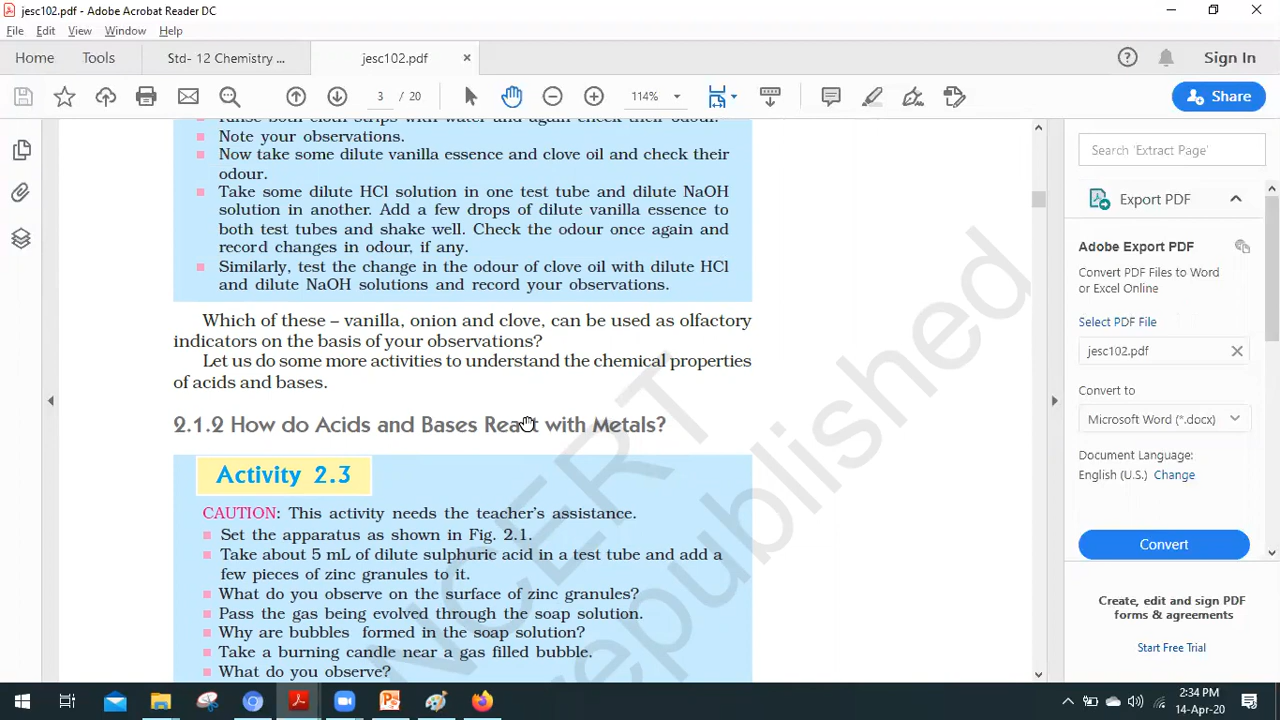 jesc102.pdf - Adobe Acrobat Reader DC
File Edit View Window Help
Home Tools Std- 12 Chemistry ... jesc102.pdf × Sign In
3 / 20 114% Share
Rinse both cloth strips with water and again check their odour.
Note your observations.
Now take some dilute vanilla essence and clove oil and check their
odour.
Take some dilute HCl solution in one test tube and dilute NaOH
solution in another. Add a few drops of dilute vanilla essence to
both test tubes and shake well. Check the odour once again and
record changes in odour, if any.
Similarly, test the change in the odour of clove oil with dilute HCl
and dilute NaOH solutions and record your observations.
Which of these – vanilla, onion and clove, can be used as olfactory
indicators on the basis of your observations?
Let us do some more activities to understand the chemical properties
of acids and bases.
2.1.2 How do Acids and Bases React with Metals?
Activity 2.3
CAUTION: This activity needs the teacher's assistance.
Set the apparatus as shown in Fig. 2.1.
Take about 5 mL of dilute sulphuric acid in a test tube and add a
few pieces of zinc granules to it.
What do you observe on the surface of zinc granules?
Pass the gas being evolved through the soap solution.
Why are bubbles formed in the soap solution?
Take a burning candle near a gas filled bubble.
What do you observe?
NCERT
republished
Search 'Extract Page'
Export PDF
Adobe Export PDF
Convert PDF Files to Word
or Excel Online
Select PDF File
jesc102.pdf
Convert to
Microsoft Word (*.docx)
Document Language:
English (U.S.) Change
Convert
Create, edit and sign PDF
forms & agreements
Start Free Trial
2:34 PM
14-Apr-20